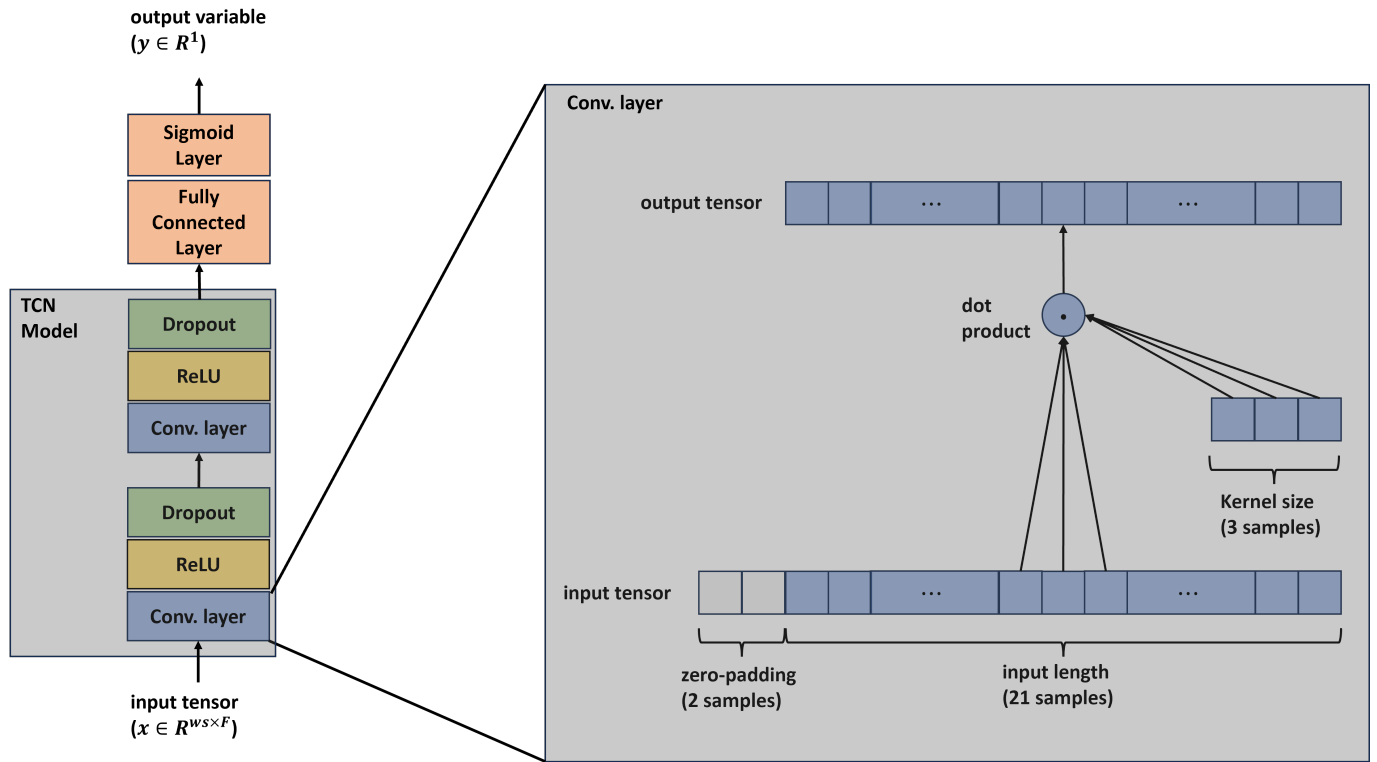 output variable
(y ∈ R¹)
Sigmoid
Layer
Fully
Connected
Layer
TCN
Model
Dropout
ReLU
Conv. layer
Dropout
ReLU
Conv. layer
input tensor
(x ∈ R^{ws×F})
Conv. layer
output tensor
...
...
dot
product
Kernel size
(3 samples)
input tensor
...
...
zero-padding
(2 samples)
input length
(21 samples)